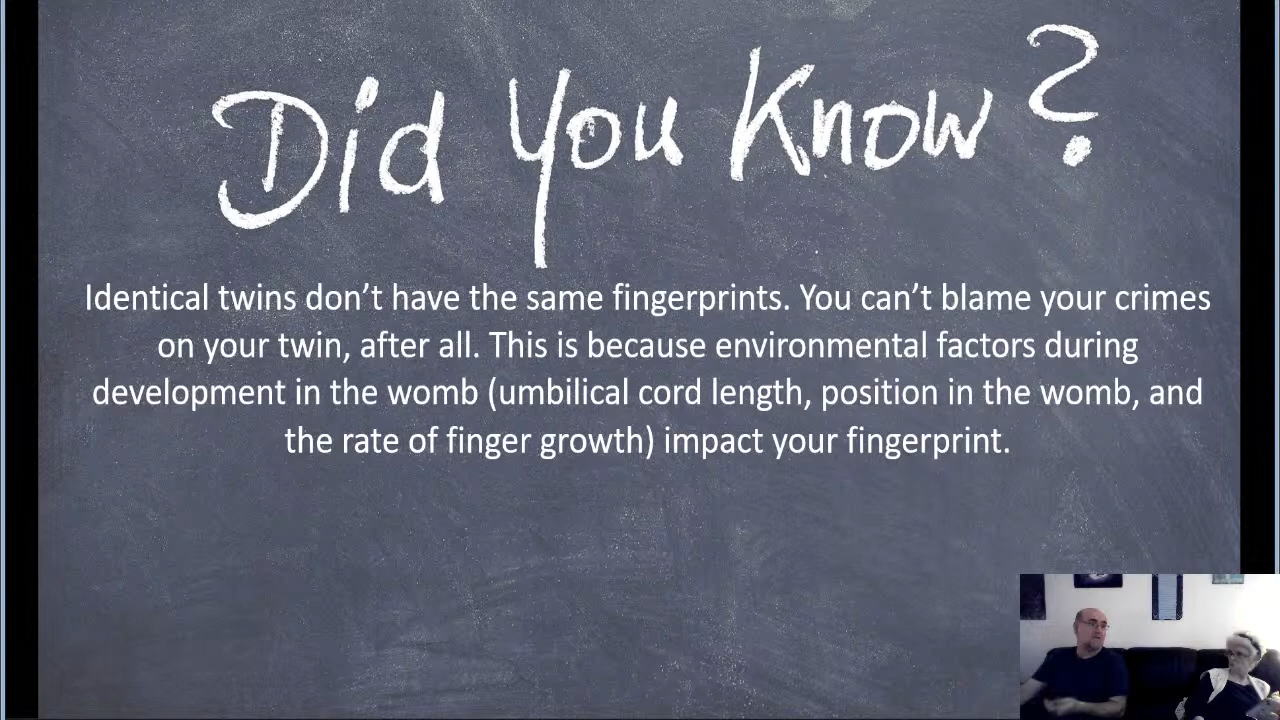 Did you Know?
Identical twins don’t have the same fingerprints. You can’t blame your crimes
on your twin, after all. This is because environmental factors during
development in the womb (umbilical cord length, position in the womb, and
the rate of finger growth) impact your fingerprint.